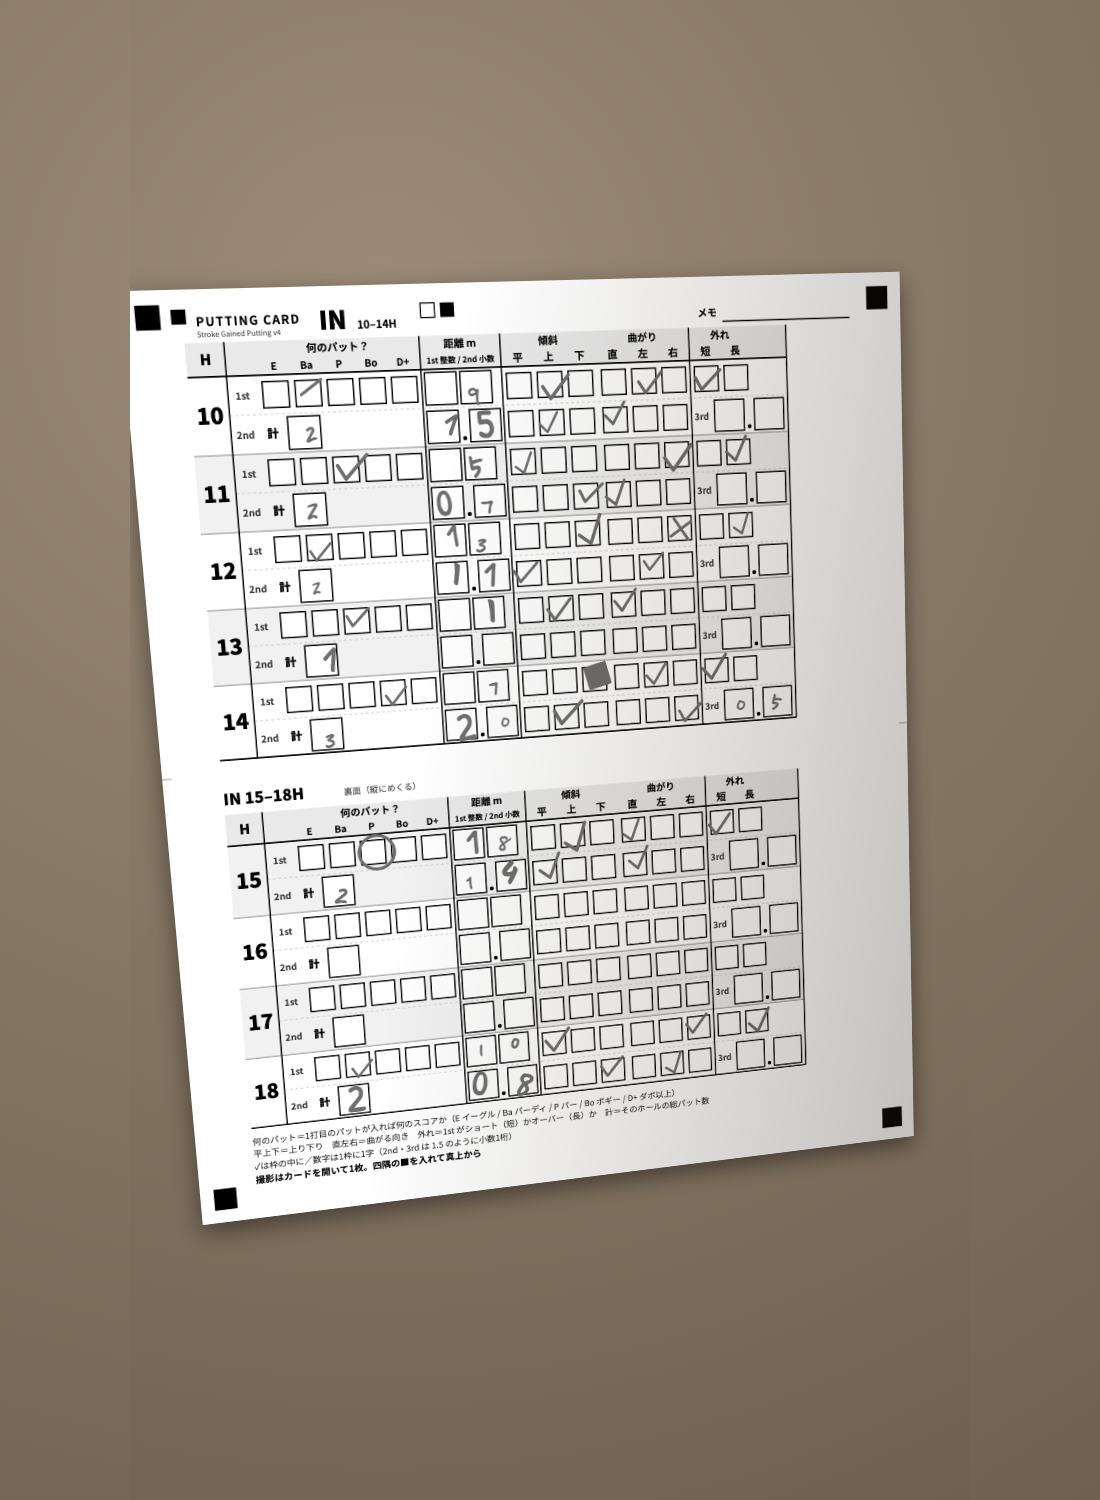 PUTTING CARD IN 10–14H メモ
Stroke Gained Putting v4
H 何のパット？ 距離 m 傾斜 曲がり 外れ
E Ba P Bo D+ 1st 整数 / 2nd 小数 平 上 下 直 左 右 短 長
10 1st 9
2nd 計 2 1.5 3rd .
11 1st 5
2nd 計 2 0.7 3rd .
12 1st 1 3
2nd 計 2 1.1 3rd .
13 1st 1
2nd 計 1 . 3rd .
14 1st 7
2nd 計 3 2.0 3rd 0.5
IN 15–18H 裏面（縦にめくる）
H 何のパット？ 距離 m 傾斜 曲がり 外れ
E Ba P Bo D+ 1st 整数 / 2nd 小数 平 上 下 直 左 右 短 長
15 1st 1 8
2nd 計 2 1.9 3rd .
16 1st
2nd 計 . 3rd .
17 1st
2nd 計 . 3rd .
18 1st 1 0
2nd 計 2 0.8 3rd .
何のパット＝1打目のパットが入れば何のスコアか（E イーグル / Ba バーディ / P パー / Bo ボギー / D+ ダボ以上）
平上下＝上り下り　直左右＝曲がる向き　外れ＝1st がショート（短）かオーバー（長）か　計＝そのホールの総パット数
✓は枠の中に／数字は1枠に1字（2nd・3rd は 1.5 のように小数1桁）
撮影はカードを開いて1枚。四隅の■を入れて真上から